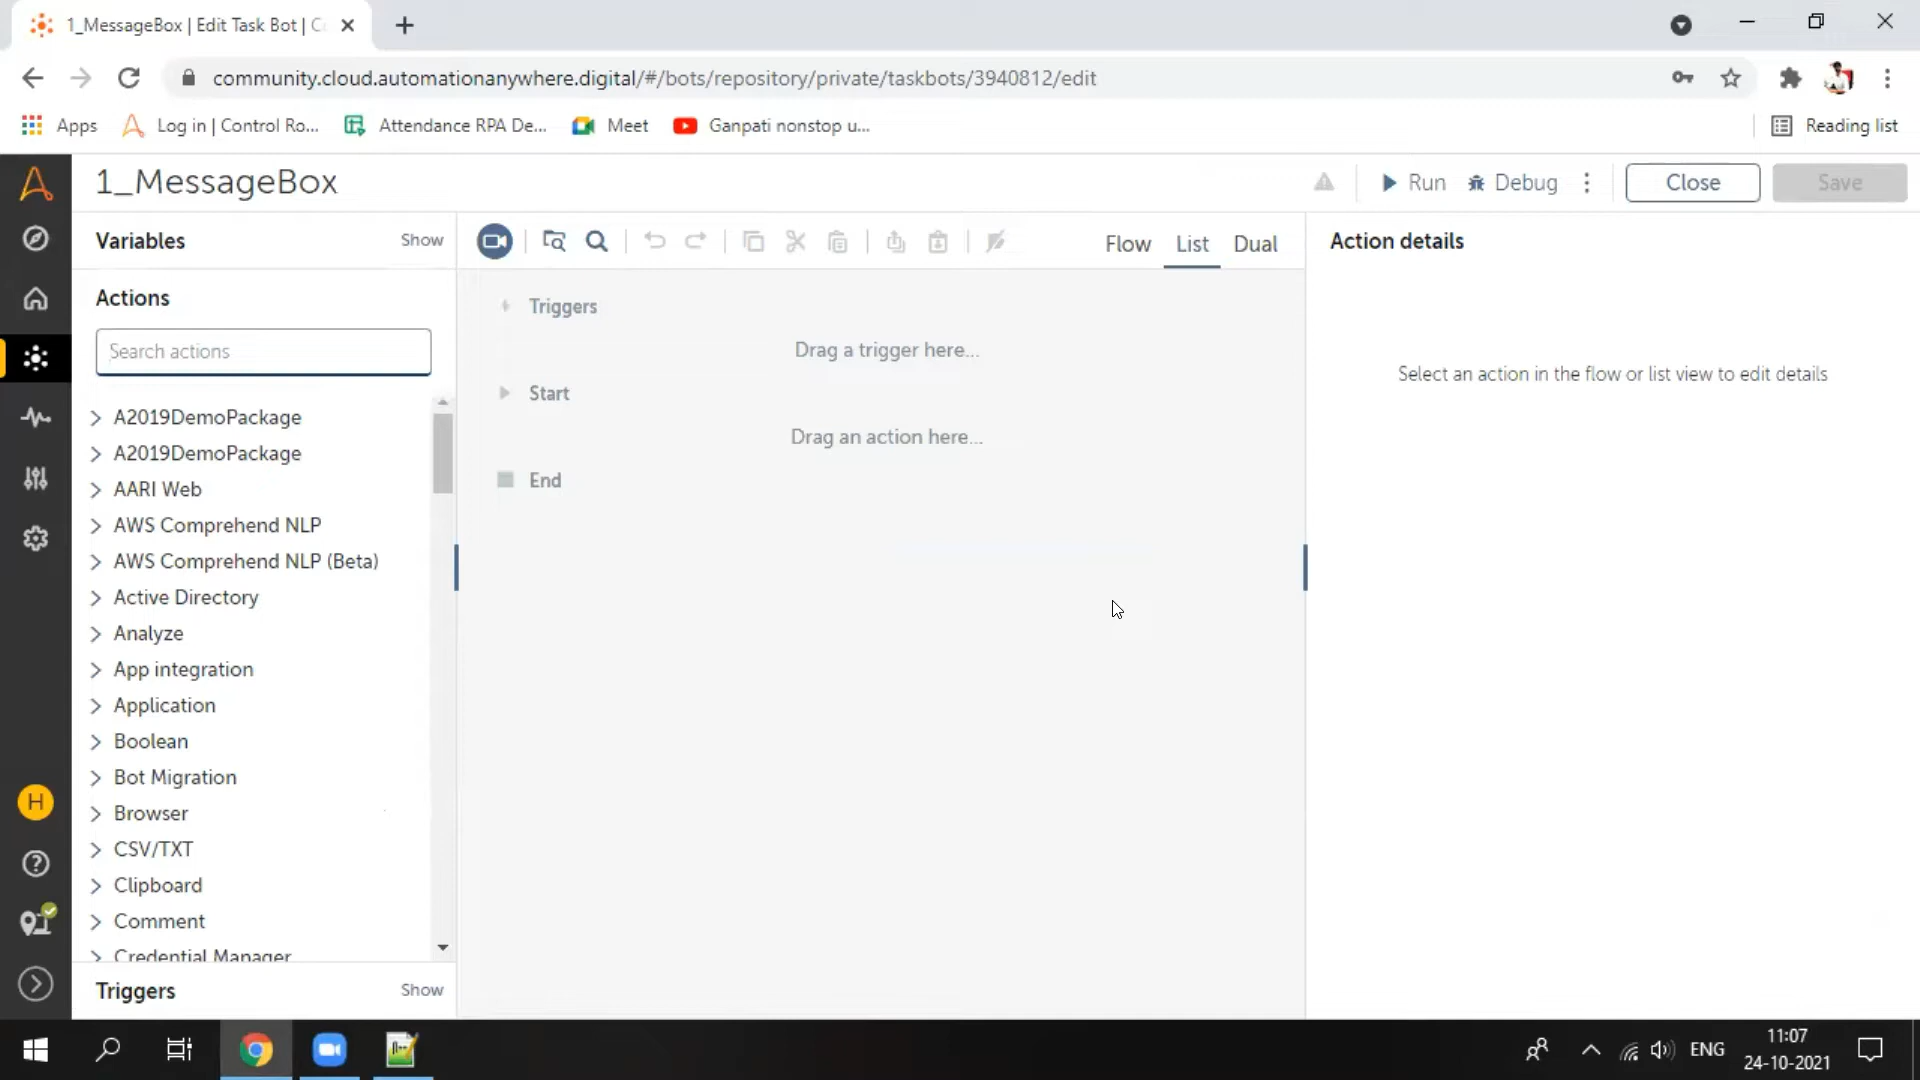 1_MessageBox | Edit Task Bot | C
community.cloud.automationanywhere.digital/#/bots/repository/private/taskbots/3940812/edit
Apps
Log in | Control Ro...
Attendance RPA De...
Meet
Ganpati nonstop u...
Reading list
1_MessageBox
Run
Debug
Close
Save
Variables
Show
Flow
List
Dual
Action details
Actions
Search actions
Triggers
Drag a trigger here...
Start
Drag an action here...
End
Select an action in the flow or list view to edit details
A2019DemoPackage
A2019DemoPackage
AARI Web
AWS Comprehend NLP
AWS Comprehend NLP (Beta)
Active Directory
Analyze
App integration
Application
Boolean
Bot Migration
Browser
CSV/TXT
Clipboard
Comment
Credential Manager
Triggers
Show
H
ENG
11:07
24-10-2021